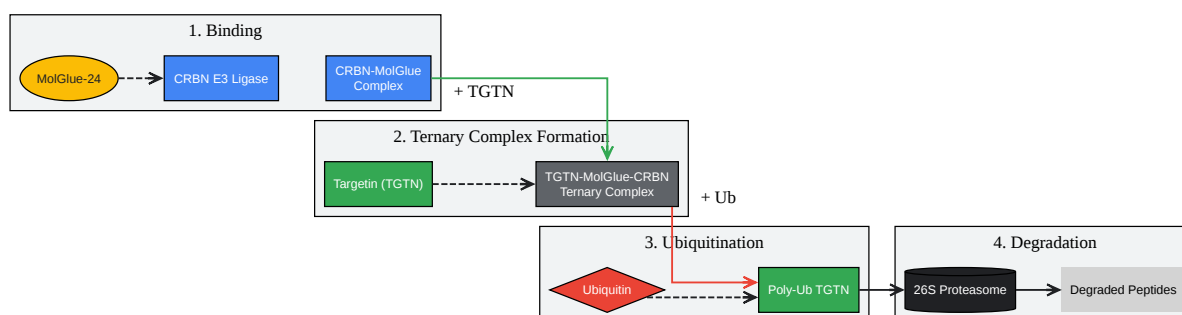 1. Binding
MolGlue-24
CRBN E3 Ligase
CRBN-MolGlue
Complex
+ TGTN
2. Ternary Complex Formation
Targetin (TGTN)
TGTN-MolGlue-CRBN
Ternary Complex
+ Ub
3. Ubiquitination
Ubiquitin
Poly-Ub TGTN
4. Degradation
26S Proteasome
Degraded Peptides